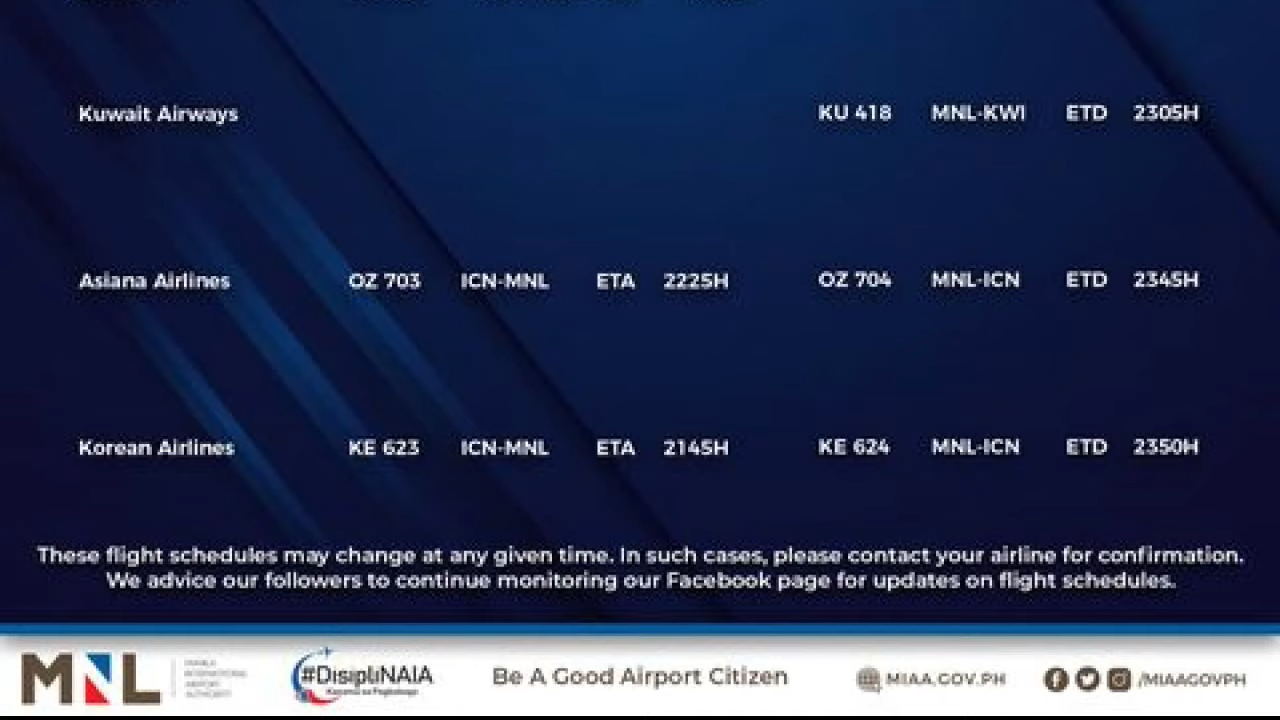 Kuwait Airways KU 418 MNL-KWI ETD 2305H
Asiana Airlines OZ 703 ICN-MNL ETA 2225H OZ 704 MNL-ICN ETD 2345H
Korean Airlines KE 623 ICN-MNL ETA 2145H KE 624 MNL-ICN ETD 2350H
These flight schedules may change at any given time. In such cases, please contact your airline for confirmation.
We advice our followers to continue monitoring our Facebook page for updates on flight schedules.
MNL MANILA INTERNATIONAL AIRPORT AUTHORITY #DisipliNAIA Be A Good Airport Citizen MIAA.GOV.PH /MIAAGOVPH